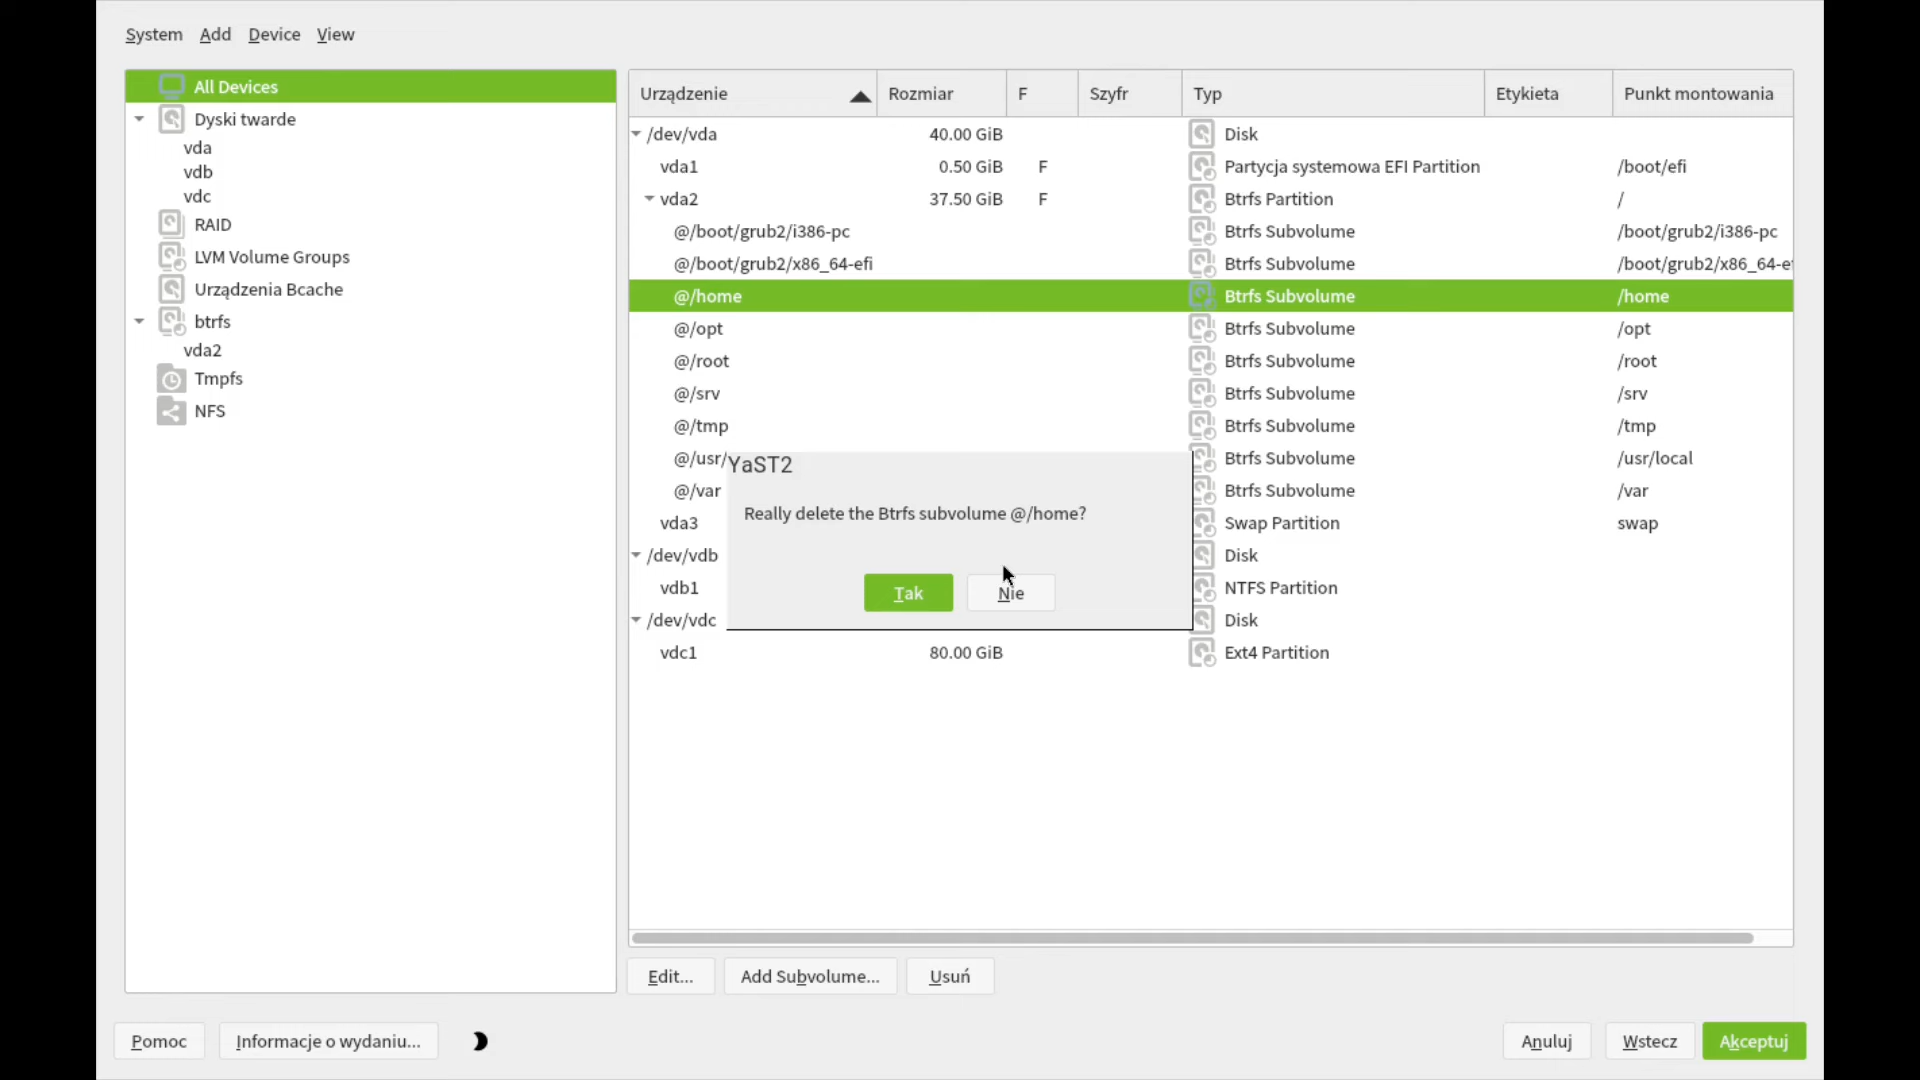 System Add Device View
All Devices
Dyski twarde
vda
vdb
vdc
RAID
LVM Volume Groups
Urządzenia Bcache
btrfs
vda2
Tmpfs
NFS
Urządzenie Rozmiar F Szyfr Typ Etykieta Punkt montowania
/dev/vda 40.00 GiB Disk
vda1 0.50 GiB F Partycja systemowa EFI Partition /boot/efi
vda2 37.50 GiB F Btrfs Partition /
@/boot/grub2/i386-pc Btrfs Subvolume /boot/grub2/i386-pc
@/boot/grub2/x86_64-efi Btrfs Subvolume /boot/grub2/x86_64-ef
@/home Btrfs Subvolume /home
@/opt Btrfs Subvolume /opt
@/root Btrfs Subvolume /root
@/srv Btrfs Subvolume /srv
@/tmp Btrfs Subvolume /tmp
@/usr/ Btrfs Subvolume /usr/local
@/var Btrfs Subvolume /var
vda3 Swap Partition swap
/dev/vdb Disk
vdb1 NTFS Partition
/dev/vdc Disk
vdc1 80.00 GiB Ext4 Partition
YaST2
Really delete the Btrfs subvolume @/home?
Tak Nie
Edit... Add Subvolume... Usuń
Pomoc Informacje o wydaniu... Anuluj Wstecz Akceptuj